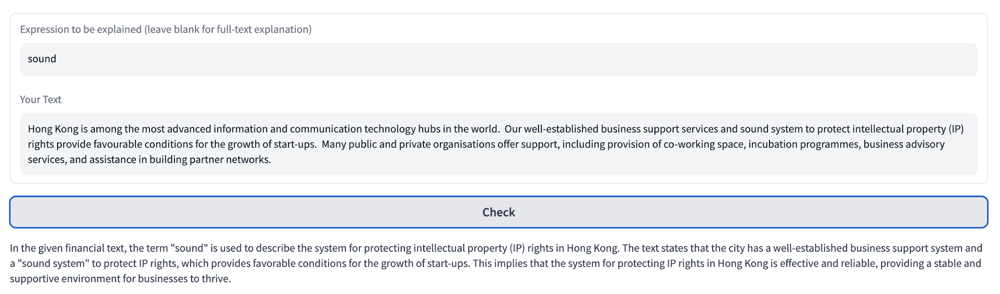 Expression to be explained (leave blank for full-text explanation)
sound
Your Text
Hong Kong is among the most advanced information and communication technology hubs in the world.  Our well-established business support services and sound system to protect intellectual property (IP)
rights provide favourable conditions for the growth of start-ups.  Many public and private organisations offer support, including provision of co-working space, incubation programmes, business advisory
services, and assistance in building partner networks.
Check
In the given financial text, the term "sound" is used to describe the system for protecting intellectual property (IP) rights in Hong Kong. The text states that the city has a well-established business support system and
a "sound system" to protect IP rights, which provides favorable conditions for the growth of start-ups. This implies that the system for protecting IP rights in Hong Kong is effective and reliable, providing a stable and
supportive environment for businesses to thrive.